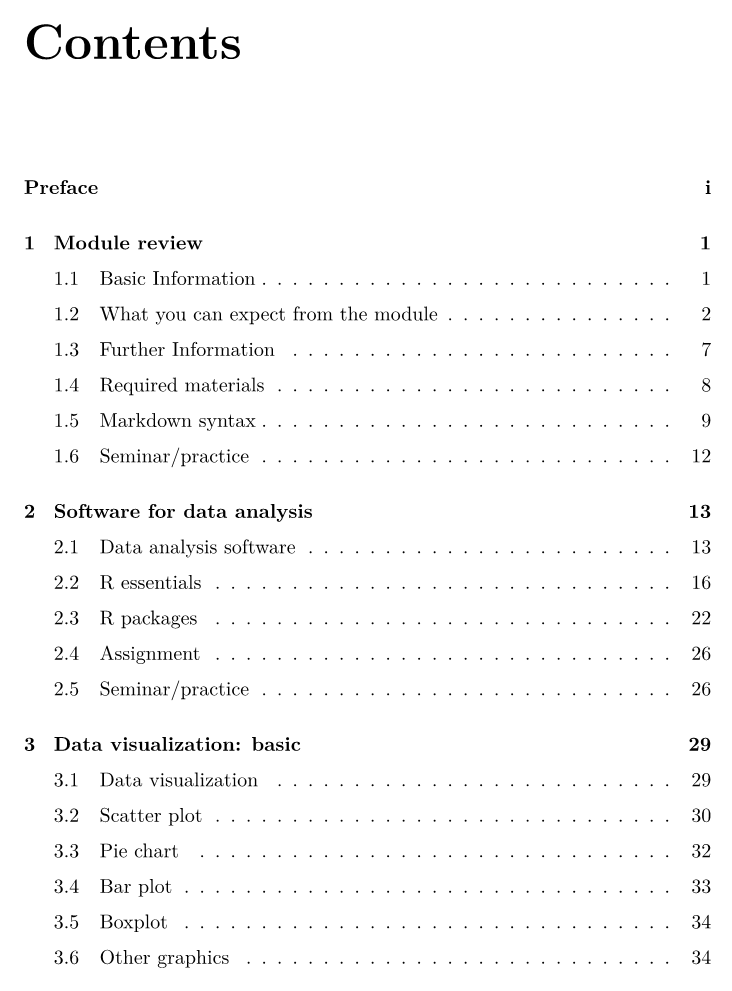 Contents
Preface i
1 Module review 1
1.1 Basic Information . . . . . . . . . . . . . . . . . . . . . . . . . . . 1
1.2 What you can expect from the module . . . . . . . . . . . . . . . 2
1.3 Further Information . . . . . . . . . . . . . . . . . . . . . . . . . 7
1.4 Required materials . . . . . . . . . . . . . . . . . . . . . . . . . . 8
1.5 Markdown syntax . . . . . . . . . . . . . . . . . . . . . . . . . . . 9
1.6 Seminar/practice . . . . . . . . . . . . . . . . . . . . . . . . . . . 12
2 Software for data analysis 13
2.1 Data analysis software . . . . . . . . . . . . . . . . . . . . . . . . 13
2.2 R essentials . . . . . . . . . . . . . . . . . . . . . . . . . . . . . . 16
2.3 R packages . . . . . . . . . . . . . . . . . . . . . . . . . . . . . . 22
2.4 Assignment . . . . . . . . . . . . . . . . . . . . . . . . . . . . . . 26
2.5 Seminar/practice . . . . . . . . . . . . . . . . . . . . . . . . . . . 26
3 Data visualization: basic 29
3.1 Data visualization . . . . . . . . . . . . . . . . . . . . . . . . . . 29
3.2 Scatter plot . . . . . . . . . . . . . . . . . . . . . . . . . . . . . . 30
3.3 Pie chart . . . . . . . . . . . . . . . . . . . . . . . . . . . . . . . 32
3.4 Bar plot . . . . . . . . . . . . . . . . . . . . . . . . . . . . . . . . 33
3.5 Boxplot . . . . . . . . . . . . . . . . . . . . . . . . . . . . . . . . 34
3.6 Other graphics . . . . . . . . . . . . . . . . . . . . . . . . . . . . 34